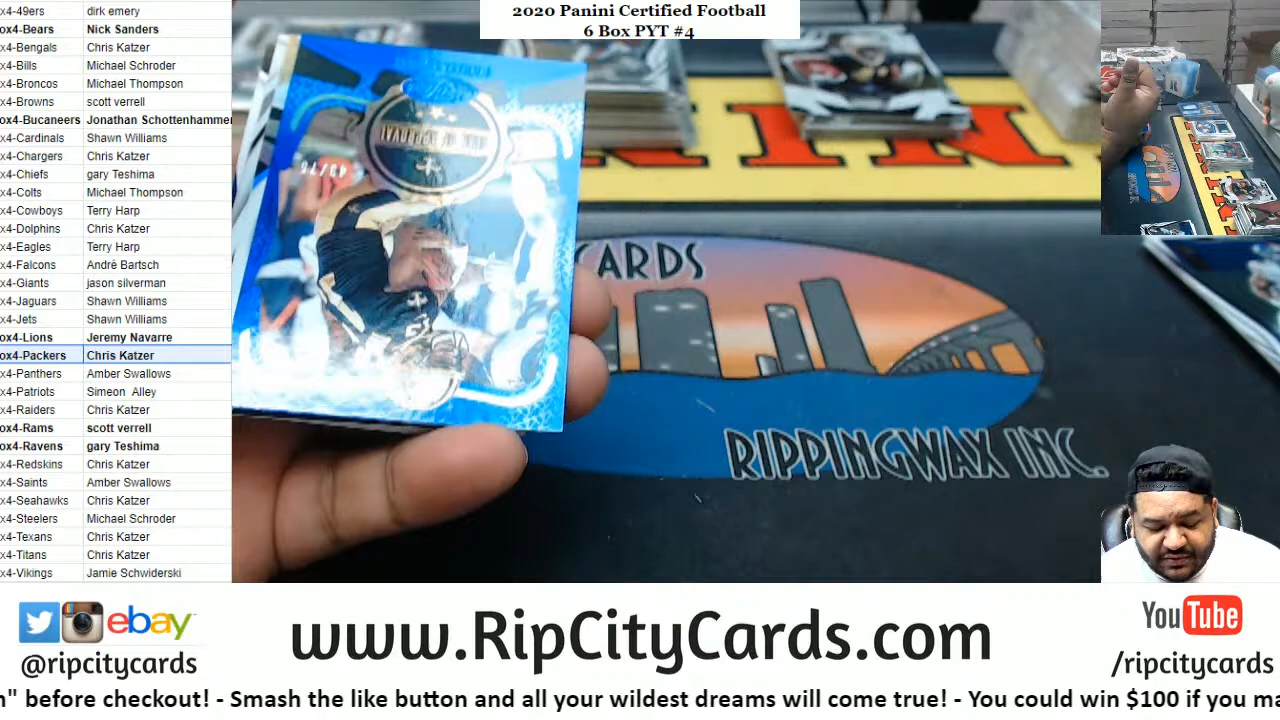 2020 Panini Certified Football
6 Box PYT #4
x4-49ers dirk emery
ox4-Bears Nick Sanders
x4-Bengals Chris Katzer
x4-Bills Michael Schroder
x4-Broncos Michael Thompson
x4-Browns scott verrell
ox4-Bucaneers Jonathan Schottenhammer
x4-Cardinals Shawn Williams
x4-Chargers Chris Katzer
x4-Chiefs gary Teshima
x4-Colts Michael Thompson
x4-Cowboys Terry Harp
x4-Dolphins Chris Katzer
x4-Eagles Terry Harp
x4-Falcons André Bartsch
x4-Giants jason silverman
x4-Jaguars Shawn Williams
x4-Jets Shawn Williams
ox4-Lions Jeremy Navarre
ox4-Packers Chris Katzer
x4-Panthers Amber Swallows
x4-Patriots Simeon Alley
x4-Raiders Chris Katzer
ox4-Rams scott verrell
ox4-Ravens gary Teshima
x4-Redskins Chris Katzer
x4-Saints Amber Swallows
x4-Seahawks Chris Katzer
x4-Steelers Michael Schroder
x4-Texans Chris Katzer
x4-Titans Chris Katzer
x4-Vikings Jamie Schwiderski
CARDS
RIPPINGWAX INC.
ebay
@ripcitycards
www.RipCityCards.com
YouTube
/ripcitycards
n" before checkout! - Smash the like button and all your wildest dreams will come true! - You could win $100 if you ma